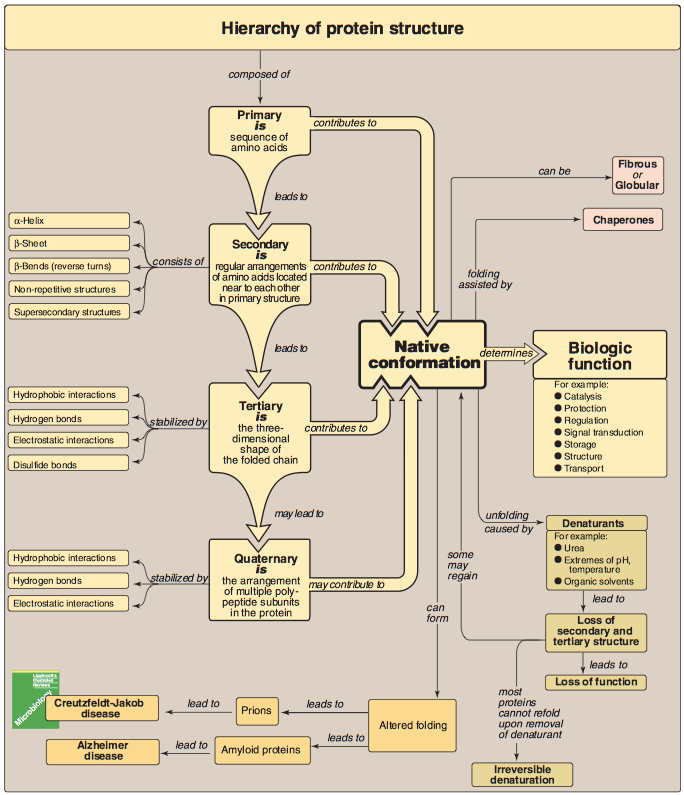 Hierarchy of protein structure
composed of
Primary
is
sequence of
amino acids
contributes to
can be
Fibrous
or
Globular
leads to
Chaperones
folding
assisted by
α-Helix
β-Sheet
β-Bends (reverse turns)
Non-repetitive structures
Supersecondary structures
consists of
Secondary
is
regular arrangements
of amino acids located
near to each other
in primary structure
contributes to
leads to
Native
conformation
determines
Biologic
function
For example:
● Catalysis
● Protection
● Regulation
● Signal transduction
● Storage
● Structure
● Transport
Hydrophobic interactions
Hydrogen bonds
Electrostatic interactions
Disulfide bonds
stabilized by
Tertiary
is
the three-
dimensional
shape of
the folded chain
contributes to
may lead to
unfolding
caused by
Denaturants
For example:
● Urea
● Extremes of pH,
temperature
● Organic solvents
Hydrophobic interactions
Hydrogen bonds
Electrostatic interactions
stabilized by
Quaternary
is
the arrangement
of multiple poly-
peptide subunits
in the protein
may contribute to
some
may
regain
lead to
can
form
Loss of
secondary and
tertiary structure
leads to
Loss of function
most
proteins
cannot refold
upon removal
of denaturant
Irreversible
denaturation
Lippincott's
Illustrated
Reviews
Microbiology
Creutzfeldt-Jakob
disease
lead to
Prions
leads to
Altered folding
Alzheimer
disease
lead to
Amyloid proteins
leads to